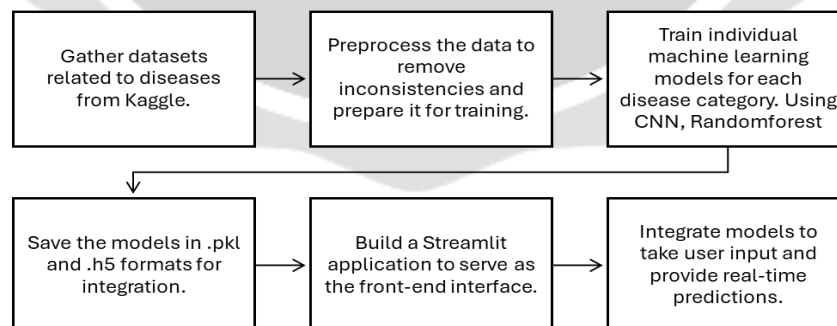 Gather datasets
related to diseases
from Kaggle.
Preprocess the data to
remove
inconsistencies and
prepare it for training.
Train individual
machine learning
models for each
disease category. Using
CNN, Randomforest
Save the models in .pkl
and .h5 formats for
integration.
Build a Streamlit
application to serve as
the front-end interface.
Integrate models to
take user input and
provide real-time
predictions.